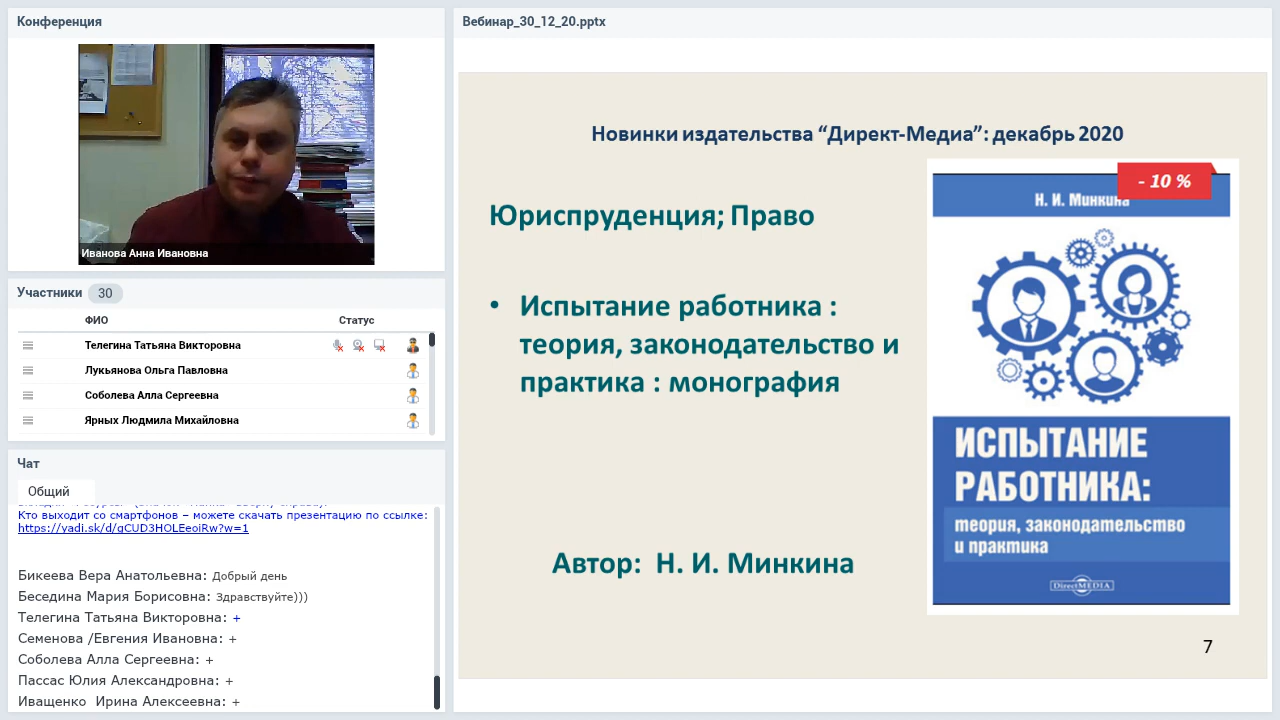 Конференция
Иванова Анна Ивановна
Участники 30
ФИО Статус
Телегина Татьяна Викторовна
Лукьянова Ольга Павловна
Соболева Алла Сергеевна
Ярных Людмила Михайловна
Чат
Общий
Кто выходит со смартфонов – можете скачать презентацию по ссылке:
https://yadi.sk/d/gCUD3HOLEeoiRw?w=1
Бикеева Вера Анатольевна: Добрый день
Беседина Мария Борисовна: Здравствуйте)))
Телегина Татьяна Викторовна: +
Семенова /Евгения Ивановна: +
Соболева Алла Сергеевна: +
Пассас Юлия Александровна: +
Иващенко  Ирина Алексеевна: +
Вебинар_30_12_20.pptx
Новинки издательства “Директ-Медиа”: декабрь 2020
Юриспруденция; Право
• Испытание работника :
теория, законодательство и
практика : монография
Автор:  Н. И. Минкина
- 10 %
Н. И. Минкина
ИСПЫТАНИЕ
РАБОТНИКА:
теория, законодательство
и практика
DirectMEDIA
7